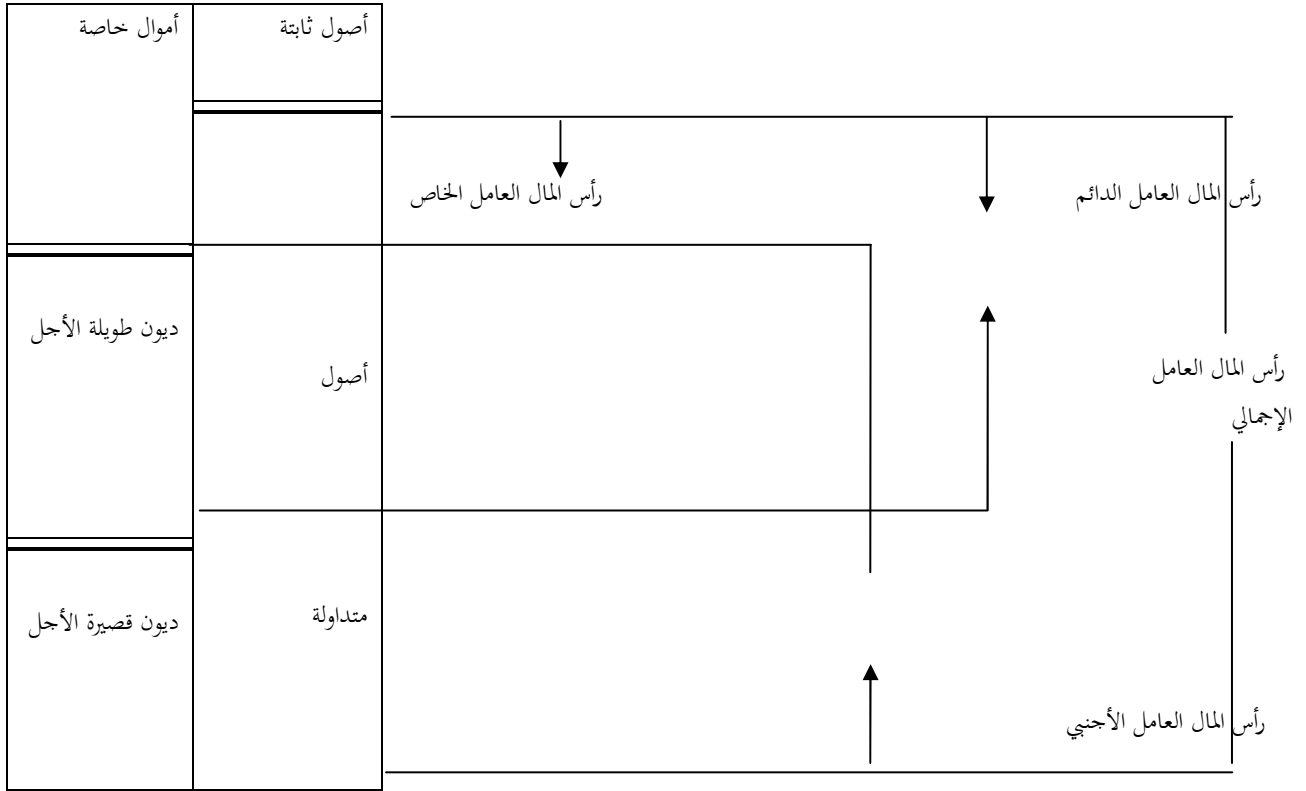 أصول ثابتة
أموال خاصة
رأس المال العامل الدائم
رأس المال العامل الخاص
ديون طويلة الأجل
رأس المال العامل
الإجمالي
أصول
متداولة
ديون قصيرة الأجل
رأس المال العامل الأجنبي